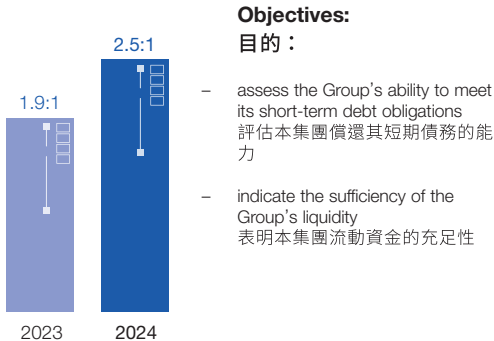 Objectives:
目的：
2.5:1
1.9:1
– assess the Group's ability to meet
its short-term debt obligations
評估本集團償還其短期債務的能
力
– indicate the sufficiency of the
Group's liquidity
表明本集團流動資金的充足性
2023
2024